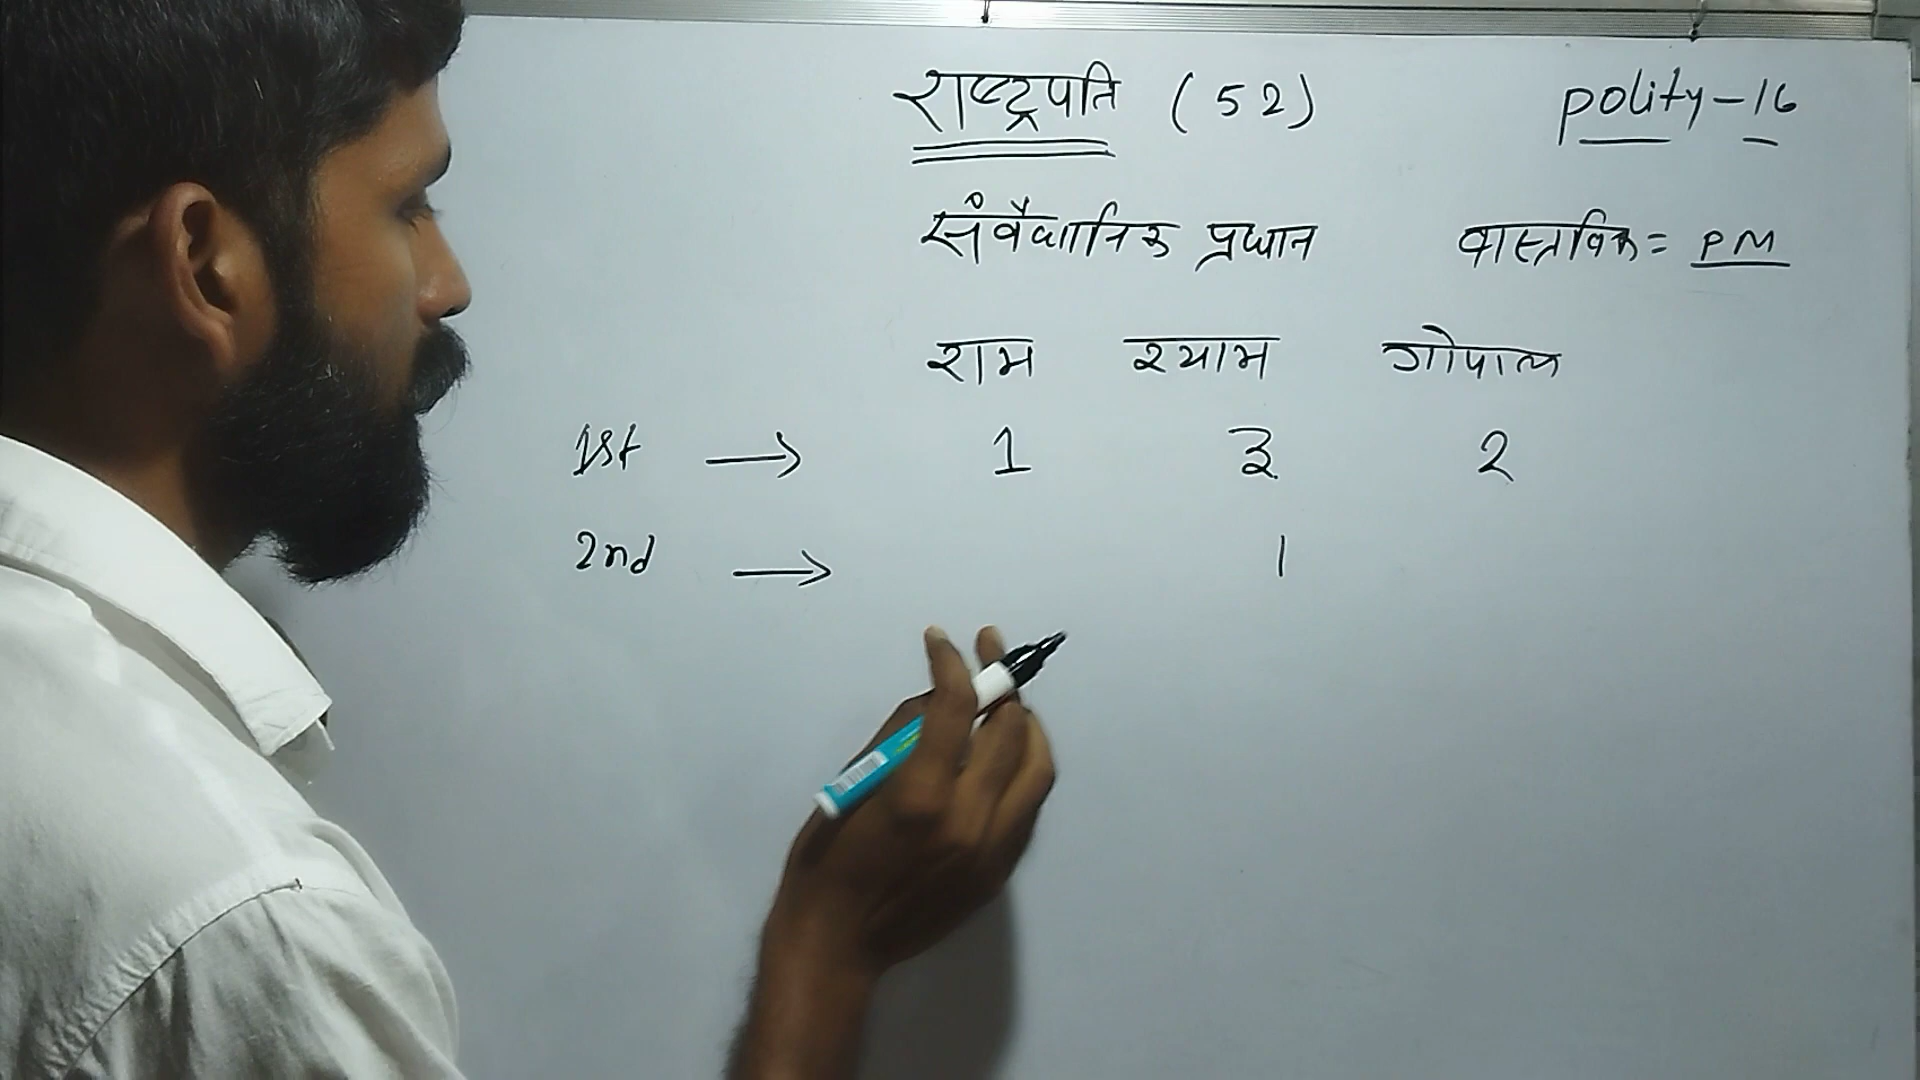 राष्ट्रपति (52) polity-16
संवैधानिक प्रधान वास्तविक = PM
राम श्याम गोपाल
1st → 1 3 2
2nd → 1